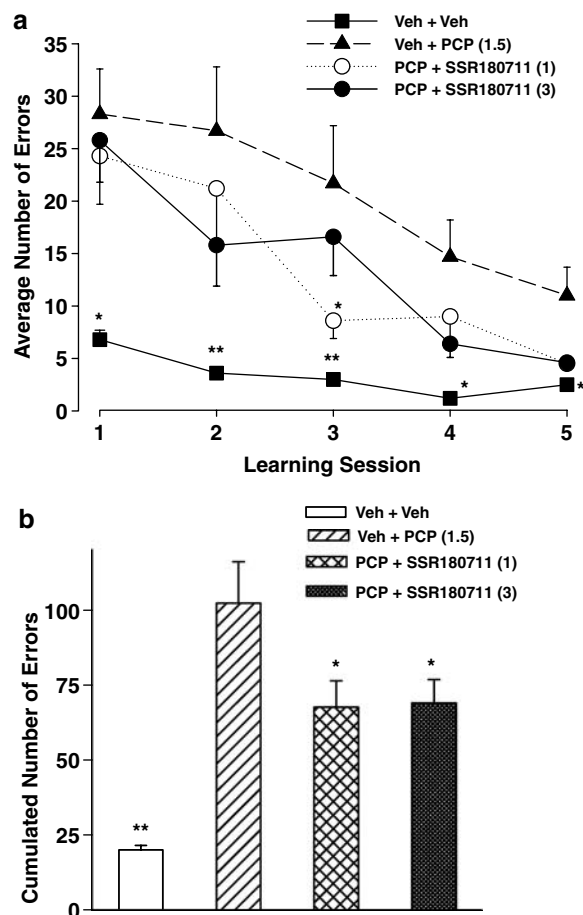 a
Veh + Veh
Veh + PCP (1.5)
PCP + SSR180711 (1)
PCP + SSR180711 (3)
Average Number of Errors
35
30
25
20
15
10
5
0
*
**
**
*
*
*
1 2 3 4 5
Learning Session
b
Veh + Veh
Veh + PCP (1.5)
PCP + SSR180711 (1)
PCP + SSR180711 (3)
Cumulated Number of Errors
100
75
50
25
0
**
*
*